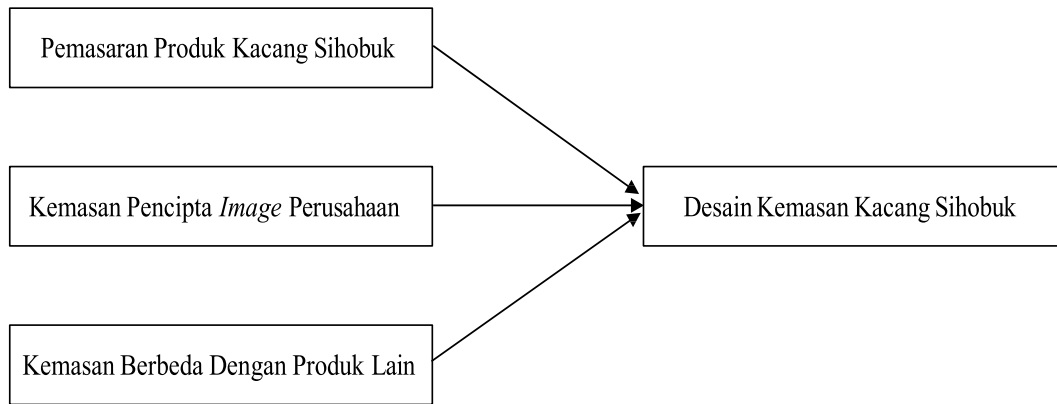 Pemasaran Produk Kacang Sihobuk
Kemasan Pencipta Image Perusahaan
Desain Kemasan Kacang Sihobuk
Kemasan Berbeda Dengan Produk Lain